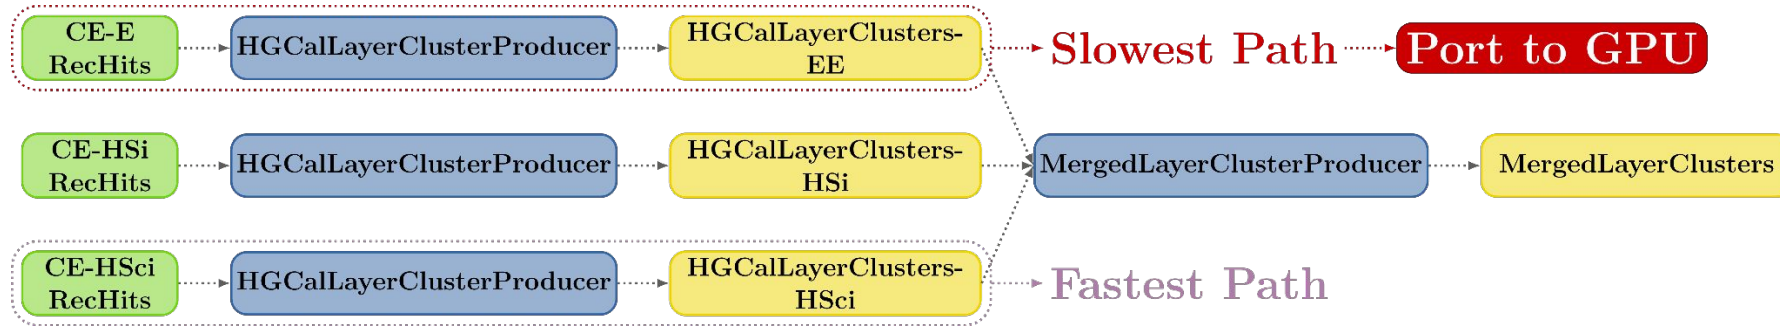 CE-E
RecHits
HGCalLayerClusterProducer
HGCalLayerClusters-
EE
Slowest Path
Port to GPU
CE-HSi
RecHits
HGCalLayerClusterProducer
HGCalLayerClusters-
HSi
MergedLayerClusterProducer
MergedLayerClusters
CE-HSci
RecHits
HGCalLayerClusterProducer
HGCalLayerClusters-
HSci
Fastest Path